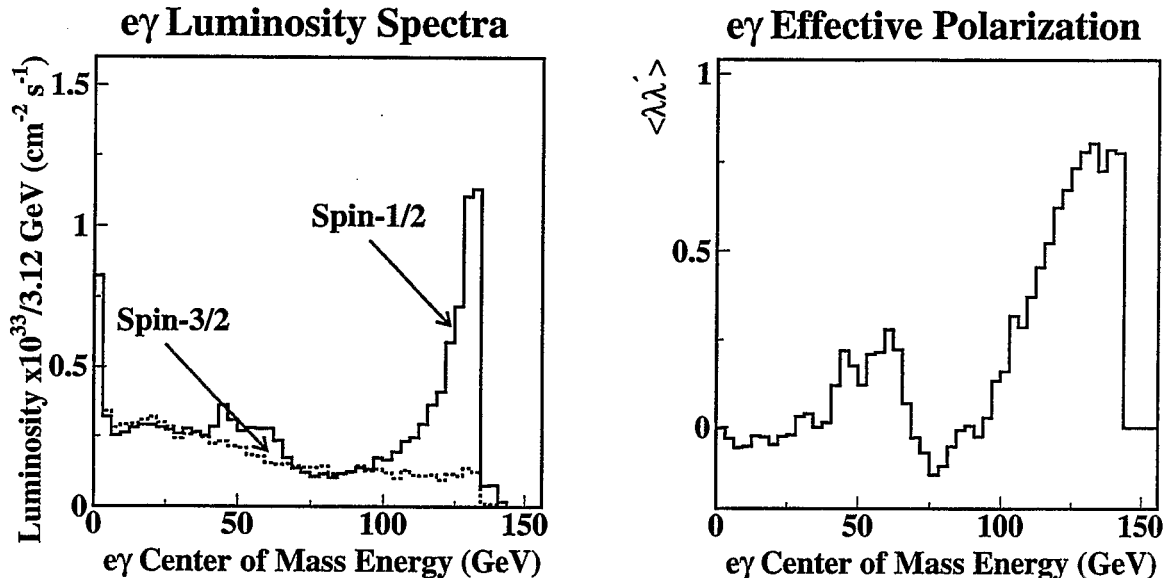 eγ Luminosity Spectra
Luminosity x10³³/3.12 GeV (cm⁻² s⁻¹)
1.5
1
0.5
0
Spin-1/2
Spin-3/2
0 50 100 150
eγ Center of Mass Energy (GeV)
eγ Effective Polarization
<λλ′>
1
0.5
0
0 50 100 150
eγ Center of Mass Energy (GeV)